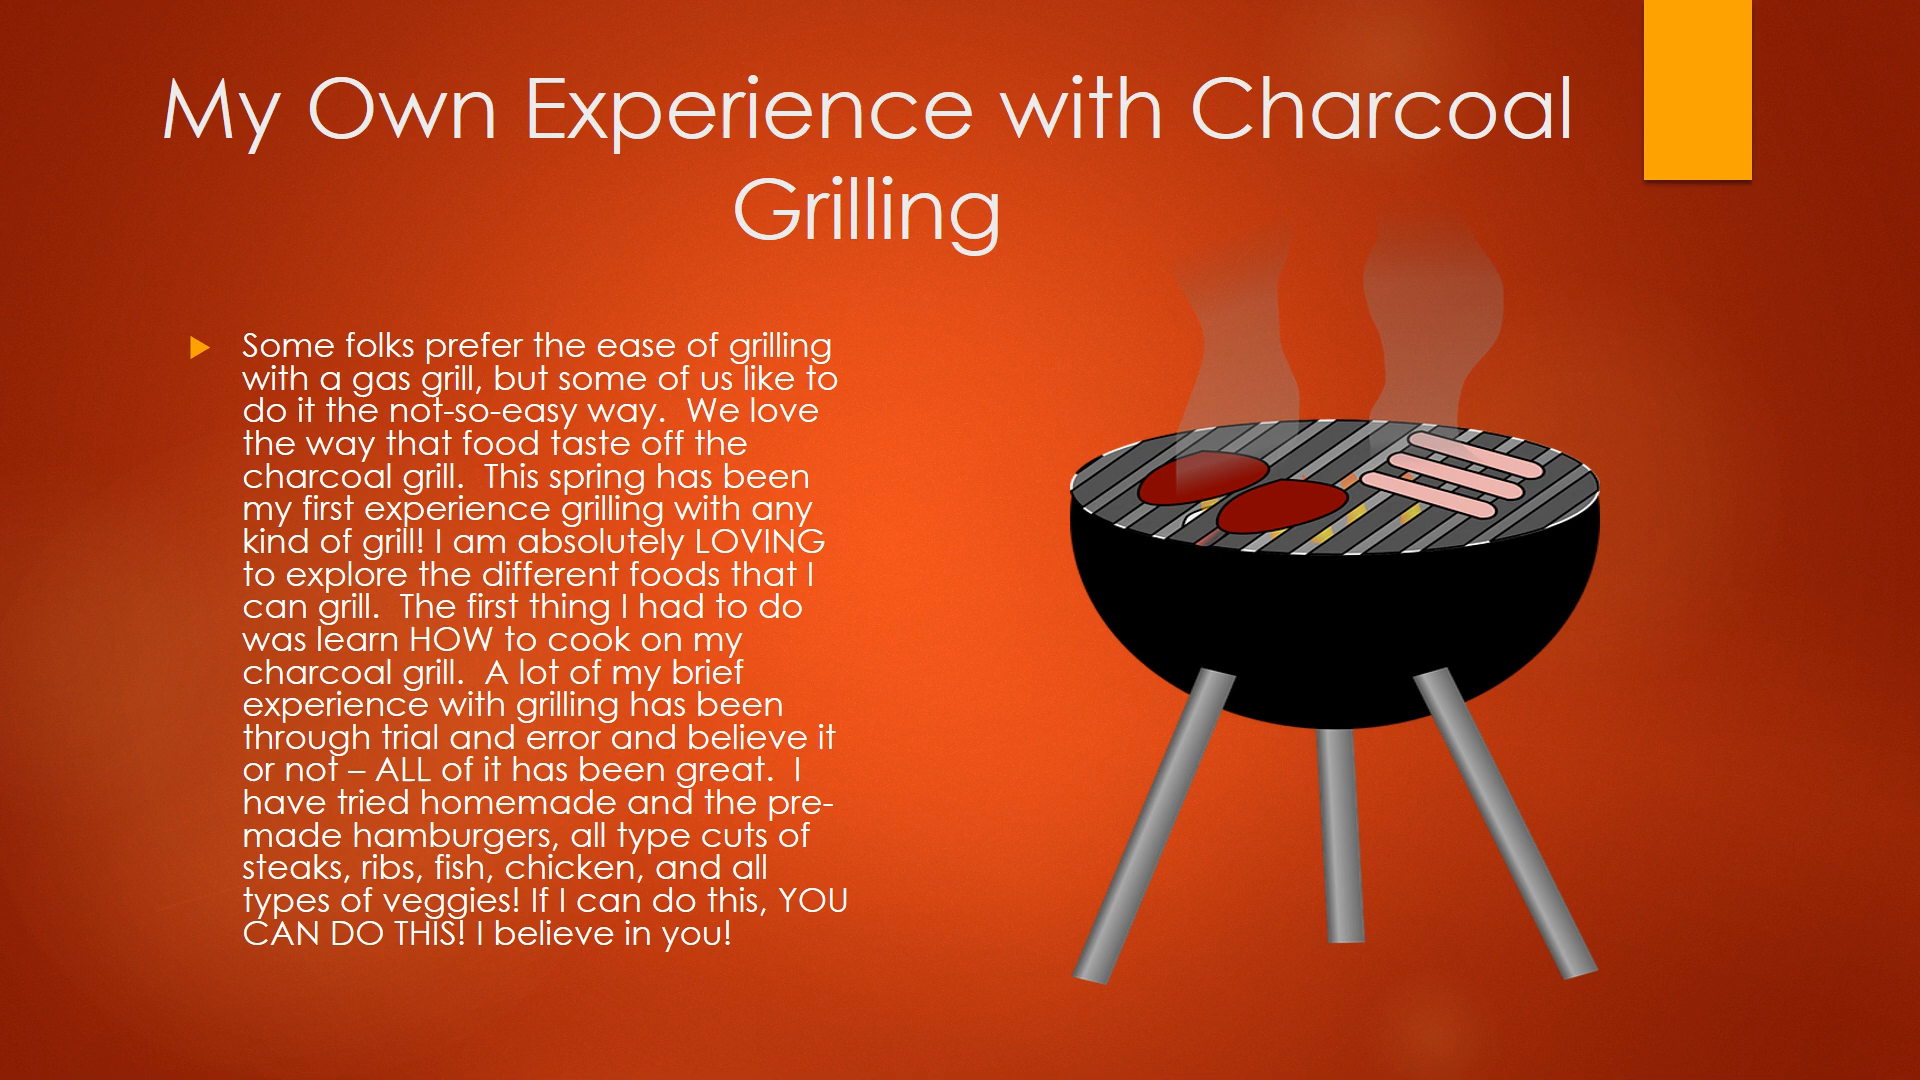 My Own Experience with Charcoal
Grilling
Some folks prefer the ease of grilling
with a gas grill, but some of us like to
do it the not-so-easy way.  We love
the way that food taste off the
charcoal grill.  This spring has been
my first experience grilling with any
kind of grill! I am absolutely LOVING
to explore the different foods that I
can grill.  The first thing I had to do
was learn HOW to cook on my
charcoal grill.  A lot of my brief
experience with grilling has been
through trial and error and believe it
or not – ALL of it has been great.  I
have tried homemade and the pre-
made hamburgers, all type cuts of
steaks, ribs, fish, chicken, and all
types of veggies! If I can do this, YOU
CAN DO THIS! I believe in you!